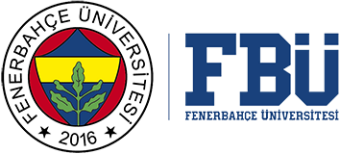 FENERBAHÇE ÜNİVERSİTESİ
★ 2016 ★
FBÜ
FENERBAHÇE ÜNİVERSİTESİ